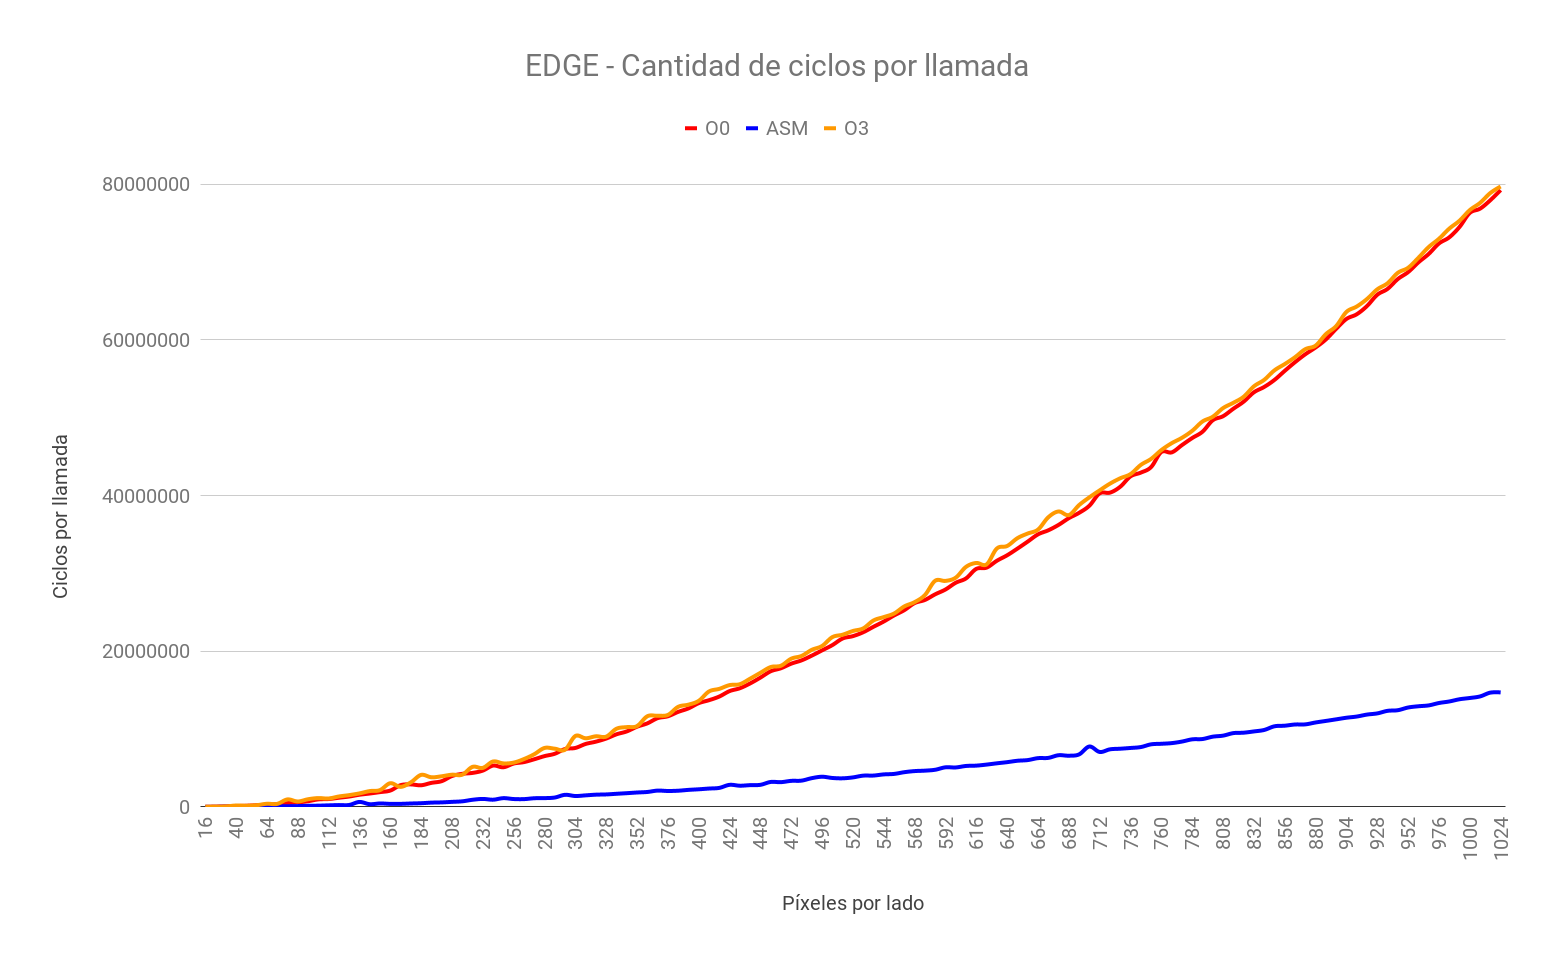 EDGE - Cantidad de ciclos por llamada
O0 ASM O3
80000000
60000000
40000000
20000000
0
Ciclos por llamada
16 40 64 88 112 136 160 184 208 232 256 280 304 328 352 376 400 424 448 472 496 520 544 568 592 616 640 664 688 712 736 760 784 808 832 856 880 904 928 952 976 1000 1024
Píxeles por lado